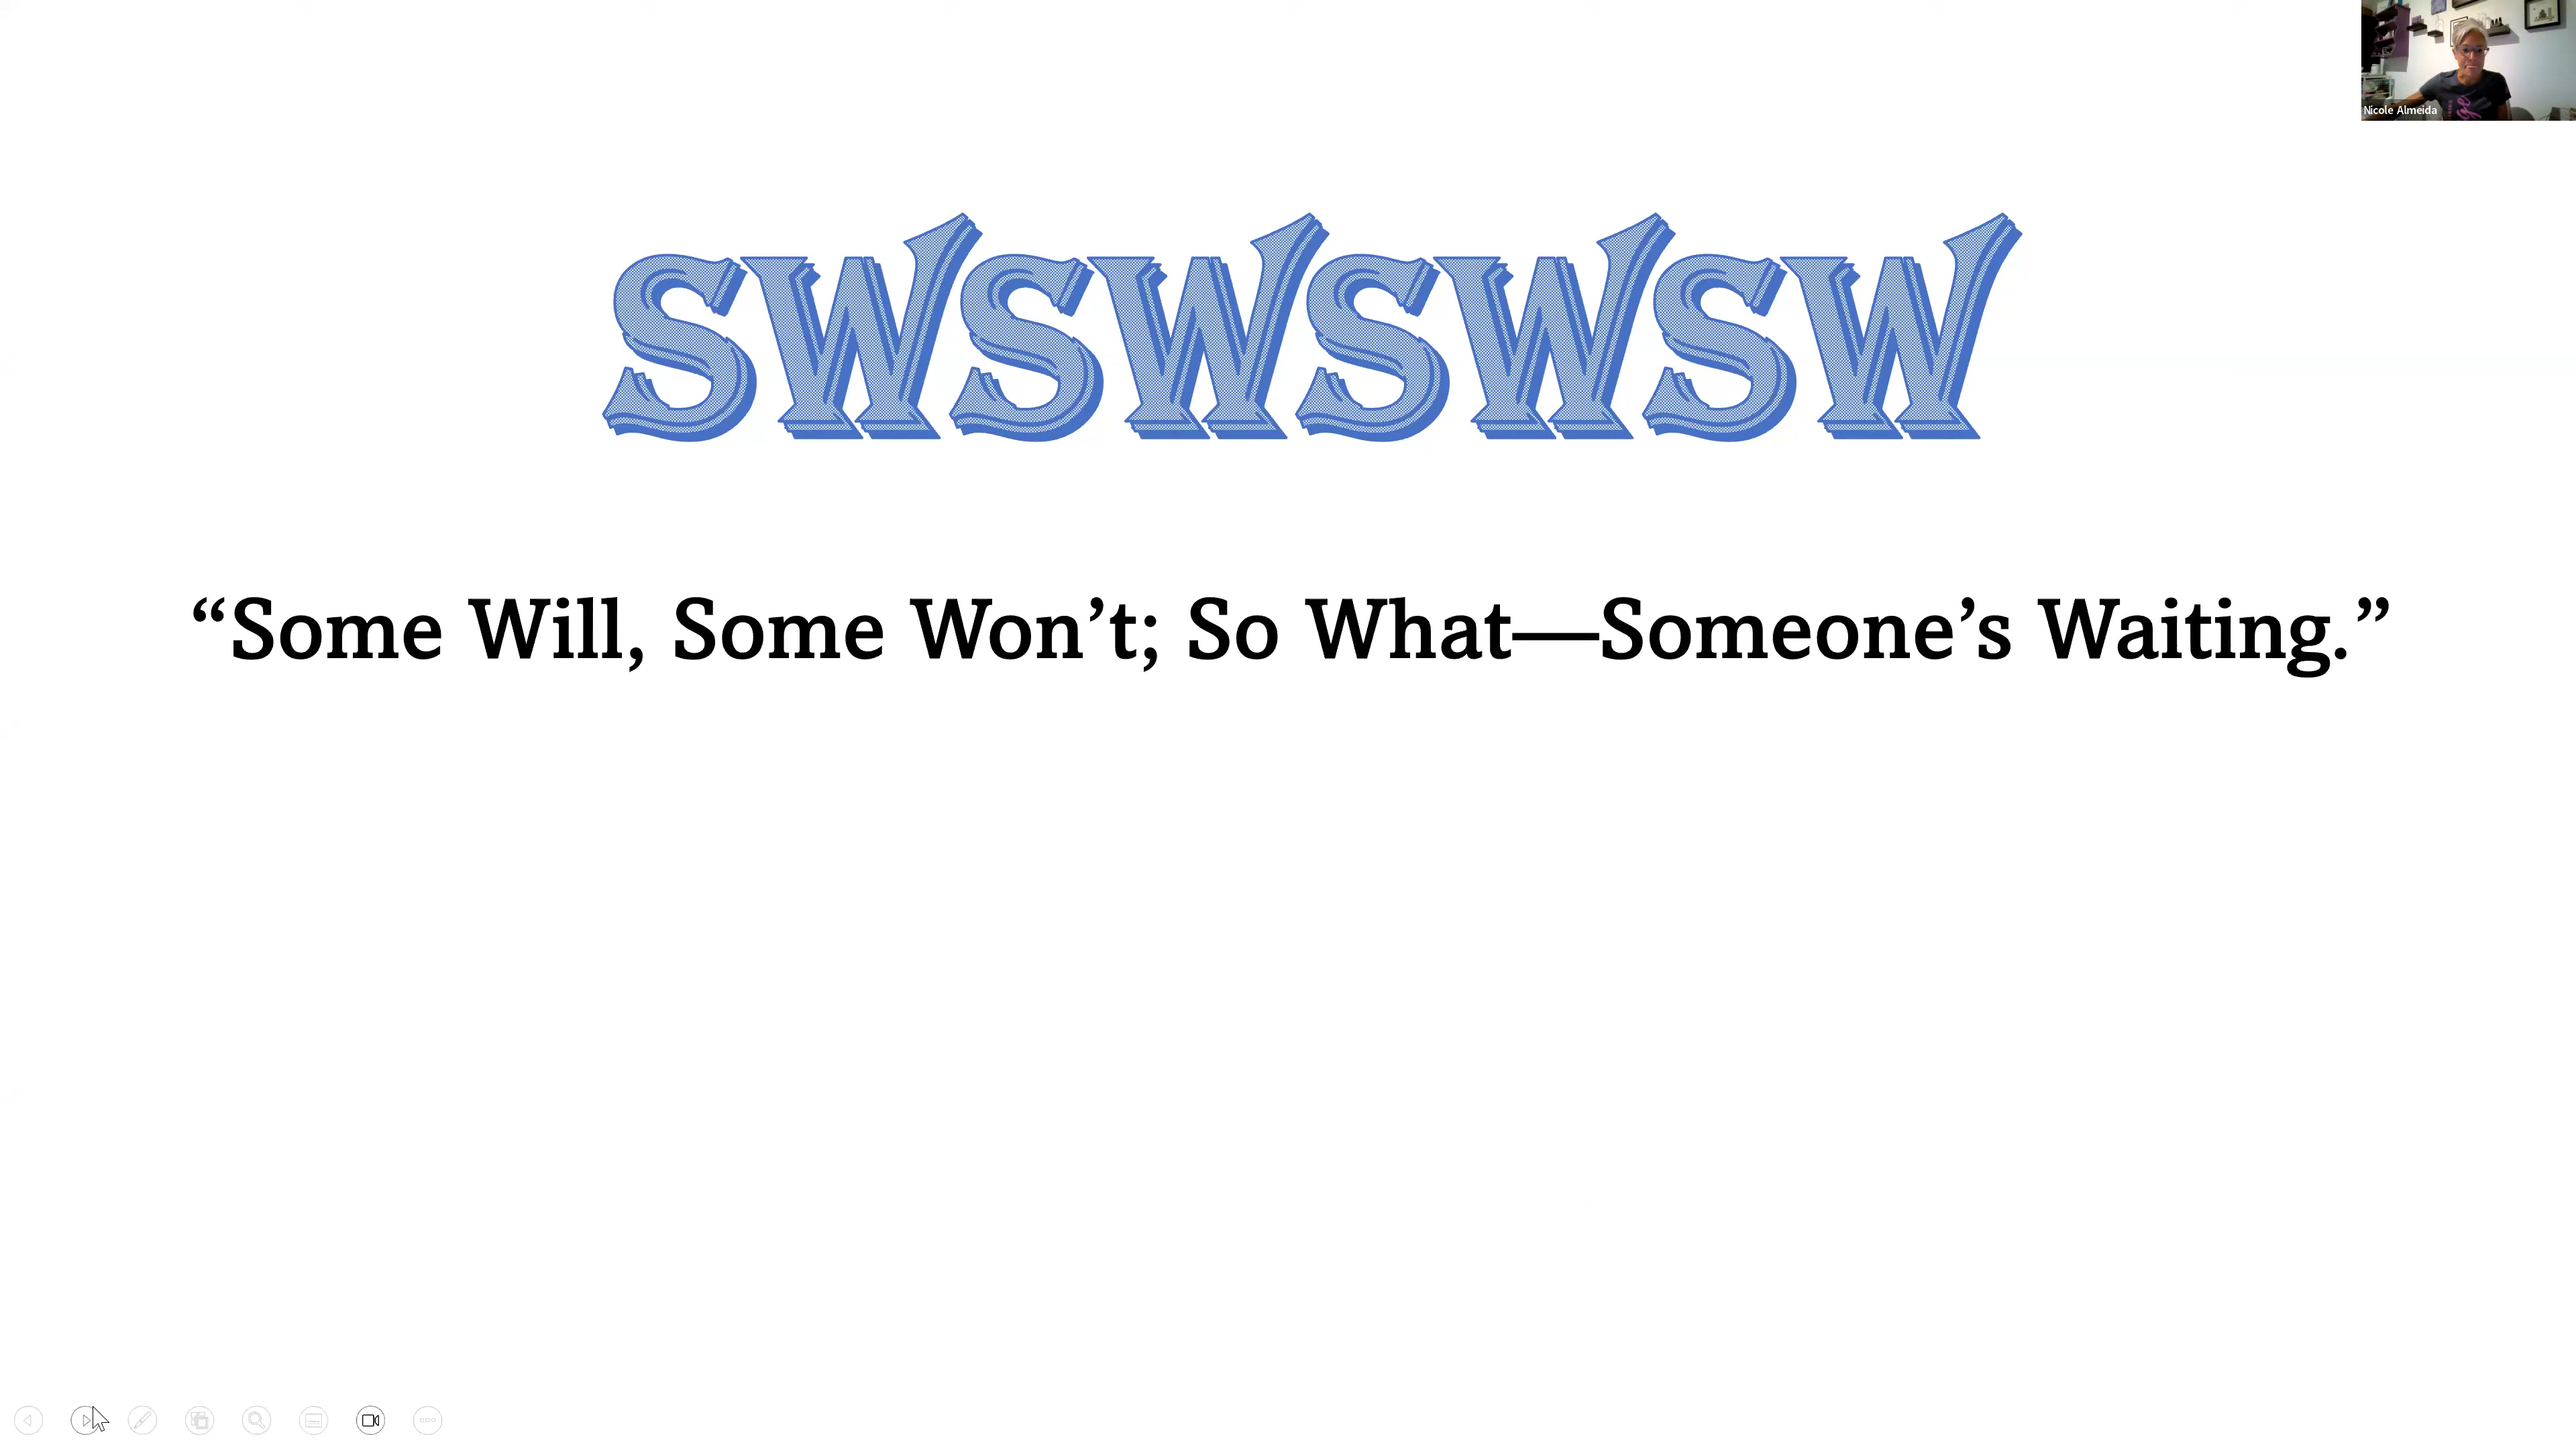 Nicole Almeida
SWSWSWSW
“Some Will, Some Won’t; So What—Someone’s Waiting.”